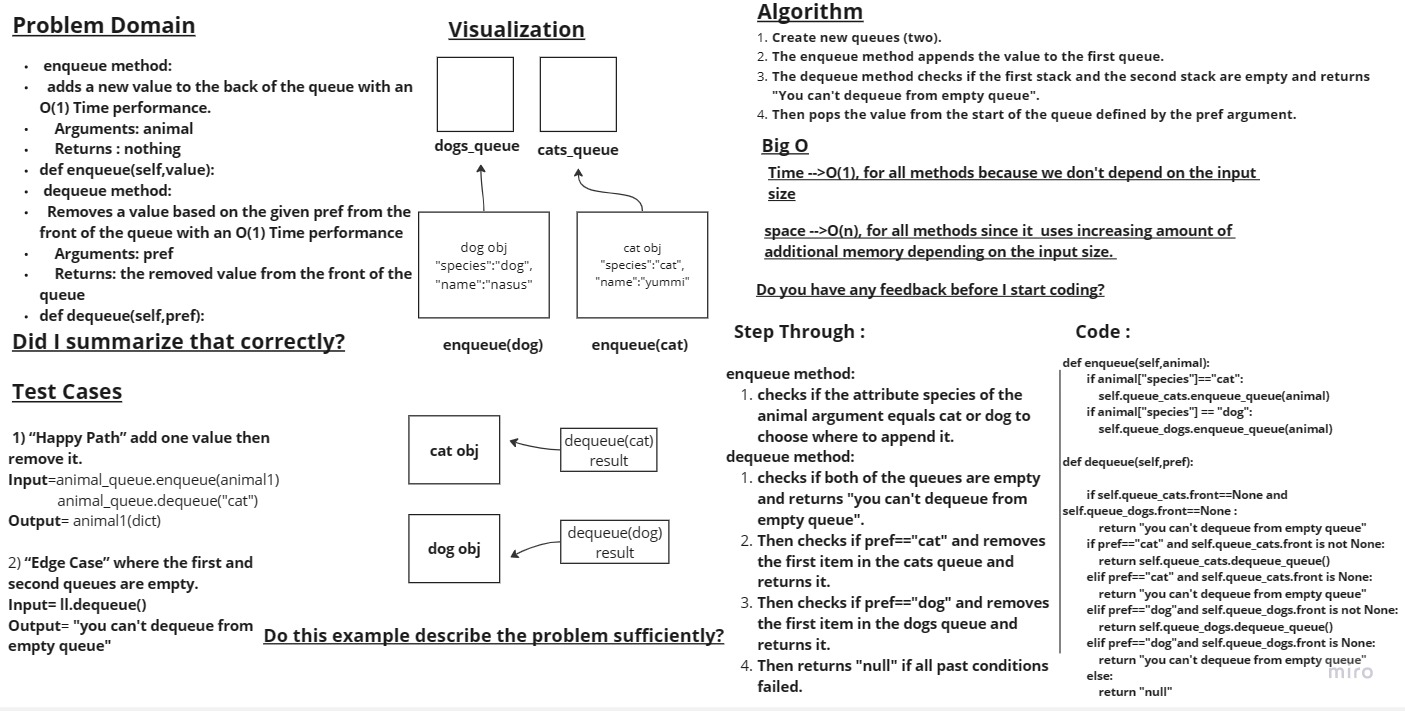 Problem Domain
• enqueue method:
• adds a new value to the back of the queue with an
O(1) Time performance.
• Arguments: animal
• Returns : nothing
• def enqueue(self,value):
• dequeue method:
• Removes a value based on the given pref from the
front of the queue with an O(1) Time performance
• Arguments: pref
• Returns: the removed value from the front of the
queue
• def dequeue(self,pref):
Did I summarize that correctly?
Test Cases
1) “Happy Path” add one value then
remove it.
Input=animal_queue.enqueue(animal1)
animal_queue.dequeue("cat")
Output= animal1(dict)
2) “Edge Case” where the first and
second queues are empty.
Input= ll.dequeue()
Output= "you can't dequeue from
empty queue"
Visualization
dogs_queue
cats_queue
dog obj
"species":"dog",
"name":"nasus"
cat obj
"species":"cat",
"name":"yummi"
enqueue(dog)
enqueue(cat)
cat obj
dequeue(cat)
result
dog obj
dequeue(dog)
result
Do this example describe the problem sufficiently?
Algorithm
1. Create new queues (two).
2. The enqueue method appends the value to the first queue.
3. The dequeue method checks if the first stack and the second stack are empty and returns
"You can't dequeue from empty queue".
4. Then pops the value from the start of the queue defined by the pref argument.
Big O
Time -->O(1), for all methods because we don't depend on the input
size
space -->O(n), for all methods since it uses increasing amount of
additional memory depending on the input size.
Do you have any feedback before I start coding?
Step Through :
enqueue method:
1. checks if the attribute species of the
animal argument equals cat or dog to
choose where to append it.
dequeue method:
1. checks if both of the queues are empty
and returns "you can't dequeue from
empty queue".
2. Then checks if pref=="cat" and removes
the first item in the cats queue and
returns it.
3. Then checks if pref=="dog" and removes
the first item in the dogs queue and
returns it.
4. Then returns "null" if all past conditions
failed.
Code :
def enqueue(self,animal):
if animal["species"]=="cat":
self.queue_cats.enqueue_queue(animal)
if animal["species"] == "dog":
self.queue_dogs.enqueue_queue(animal)
def dequeue(self,pref):
if self.queue_cats.front==None and
self.queue_dogs.front==None :
return "you can't dequeue from empty queue"
if pref=="cat" and self.queue_cats.front is not None:
return self.queue_cats.dequeue_queue()
elif pref=="cat" and self.queue_cats.front is None:
return "you can't dequeue from empty queue"
elif pref=="dog"and self.queue_dogs.front is not None:
return self.queue_dogs.dequeue_queue()
elif pref=="dog"and self.queue_dogs.front is None:
return "you can't dequeue from empty queue"
else:
return "null"
miro